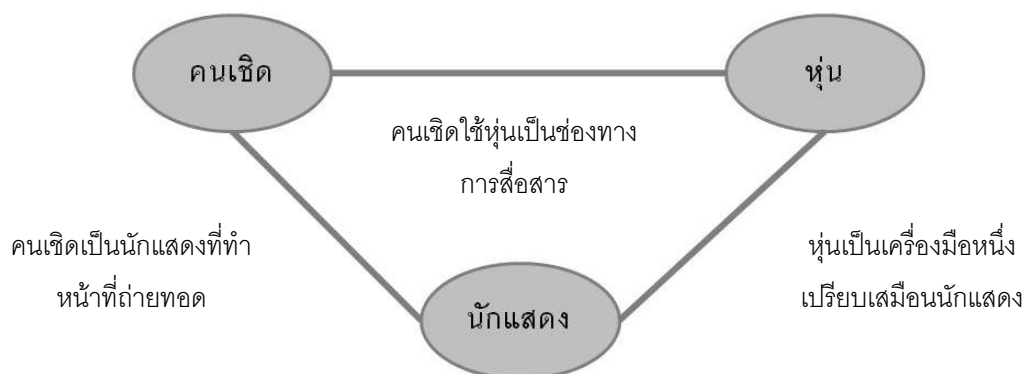 คนเชิด
หุ่น
คนเชิดใช้หุ่นเป็นช่องทาง
การสื่อสาร
คนเชิดเป็นนักแสดงที่ทำ
หน้าที่ถ่ายทอด
หุ่นเป็นเครื่องมือหนึ่ง
เปรียบเสมือนนักแสดง
นักแสดง